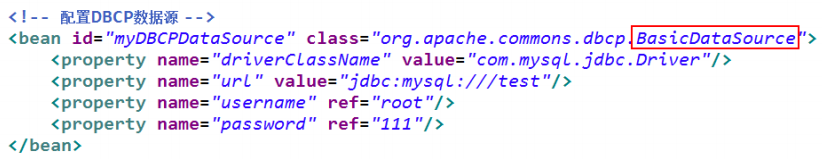 <!-- 配置DBCP数据源 -->
<bean id="myDBCPDataSource" class="org.apache.commons.dbcp.BasicDataSource">
<property name="driverClassName" value="com.mysql.jdbc.Driver"/>
<property name="url" value="jdbc:mysql:///test"/>
<property name="username" ref="root"/>
<property name="password" ref="111"/>
</bean>